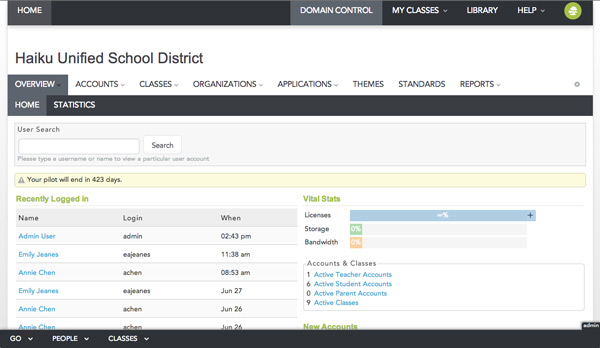 HOME DOMAIN CONTROL MY CLASSES LIBRARY HELP
Haiku Unified School District
OVERVIEW ACCOUNTS CLASSES ORGANIZATIONS APPLICATIONS THEMES STANDARDS REPORTS
HOME STATISTICS
User Search
Search
Please type a username or name to view a particular user account
Your pilot will end in 423 days.
Recently Logged in
Name Login When
Admin User admin 02:43 pm
Emily Jeanes eajeanes 11:38 am
Annie Chen achen 08:53 am
Emily Jeanes eajeanes Jun 27
Annie Chen achen Jun 26
Annie Chen achen Jun 26
Vital Stats
Licenses ∞% +
Storage 0%
Bandwidth 0%
Accounts & Classes
1 Active Teacher Accounts
6 Active Student Accounts
0 Active Parent Accounts
9 Active Classes
New Accounts
admin
GO PEOPLE CLASSES